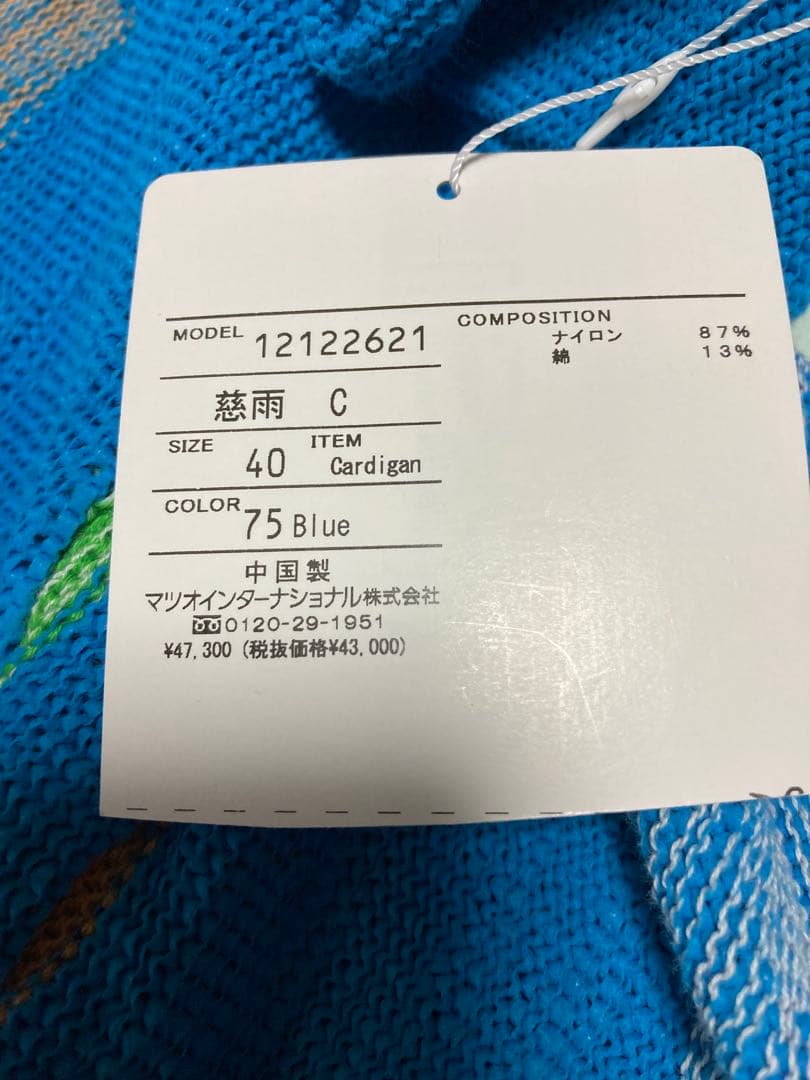 MODEL 12122621
慈雨 C
SIZE 40 ITEM Cardigan
COLOR 75 Blue
中国製
マツオインターナショナル株式会社
0120-29-1951
¥47,300 (税抜価格¥43,000)
COMPOSITION
ナイロン 87%
綿 13%